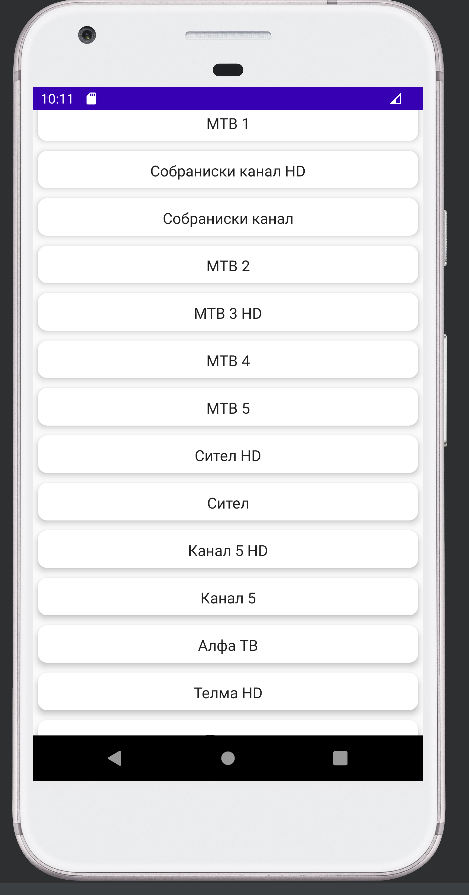 10:11
МТВ 1
Собраниски канал HD
Собраниски канал
МТВ 2
МТВ 3 HD
МТВ 4
МТВ 5
Сител HD
Сител
Канал 5 HD
Канал 5
Алфа ТВ
Телма HD